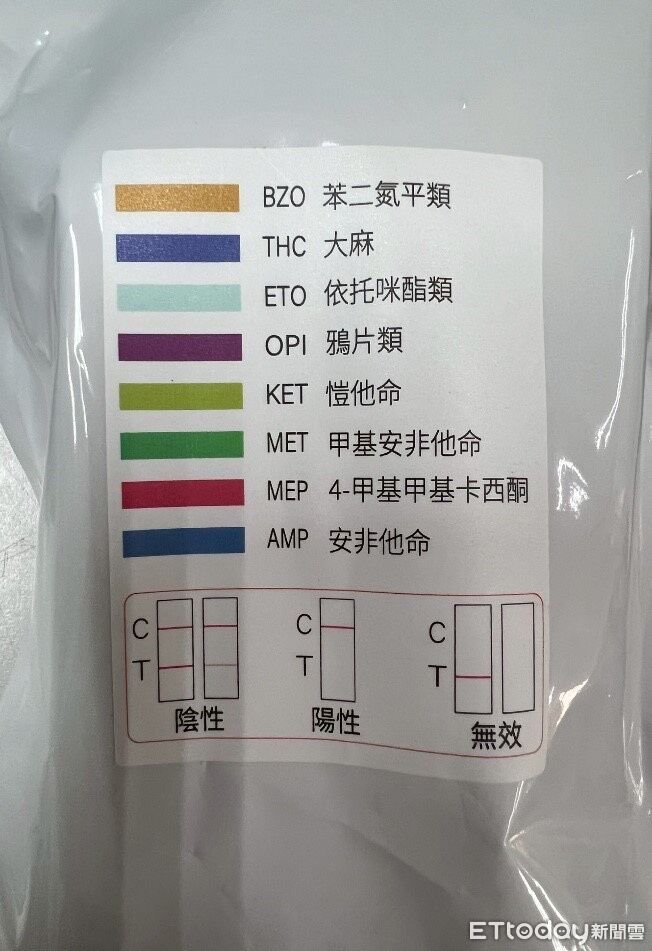 BZO 苯二氮平類
THC 大麻
ETO 依托咪酯類
OPI 鴉片類
KET 愷他命
MET 甲基安非他命
MEP 4-甲基甲基卡西酮
AMP 安非他命
C C C
T T T
陰性 陽性 無效
ETtoday新聞雲